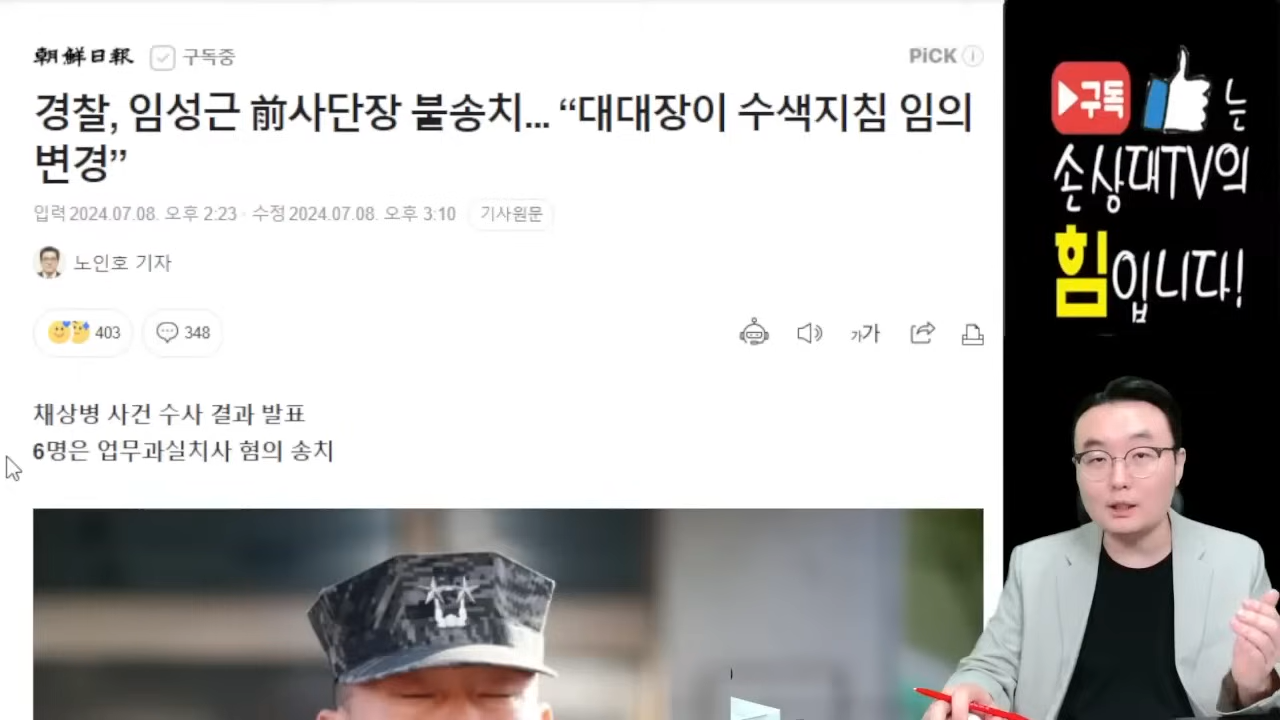 朝鮮日報 구독중
PiCK
경찰, 임성근 前사단장 불송치... “대대장이 수색지침 임의
변경”
입력 2024.07.08. 오후 2:23 · 수정 2024.07.08. 오후 3:10 기사원문
노인호 기자
403 348
가가
채상병 사건 수사 결과 발표
6명은 업무과실치사 혐의 송치
구독 는
손상대TV의
힘입니다!